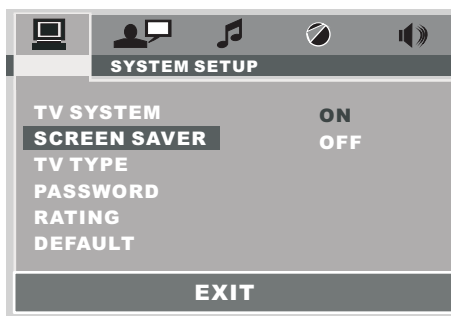 SYSTEM SETUP
TV SYSTEM
ON
SCREEN SAVER
OFF
TV TYPE
PASSWORD
RATING
DEFAULT
EXIT